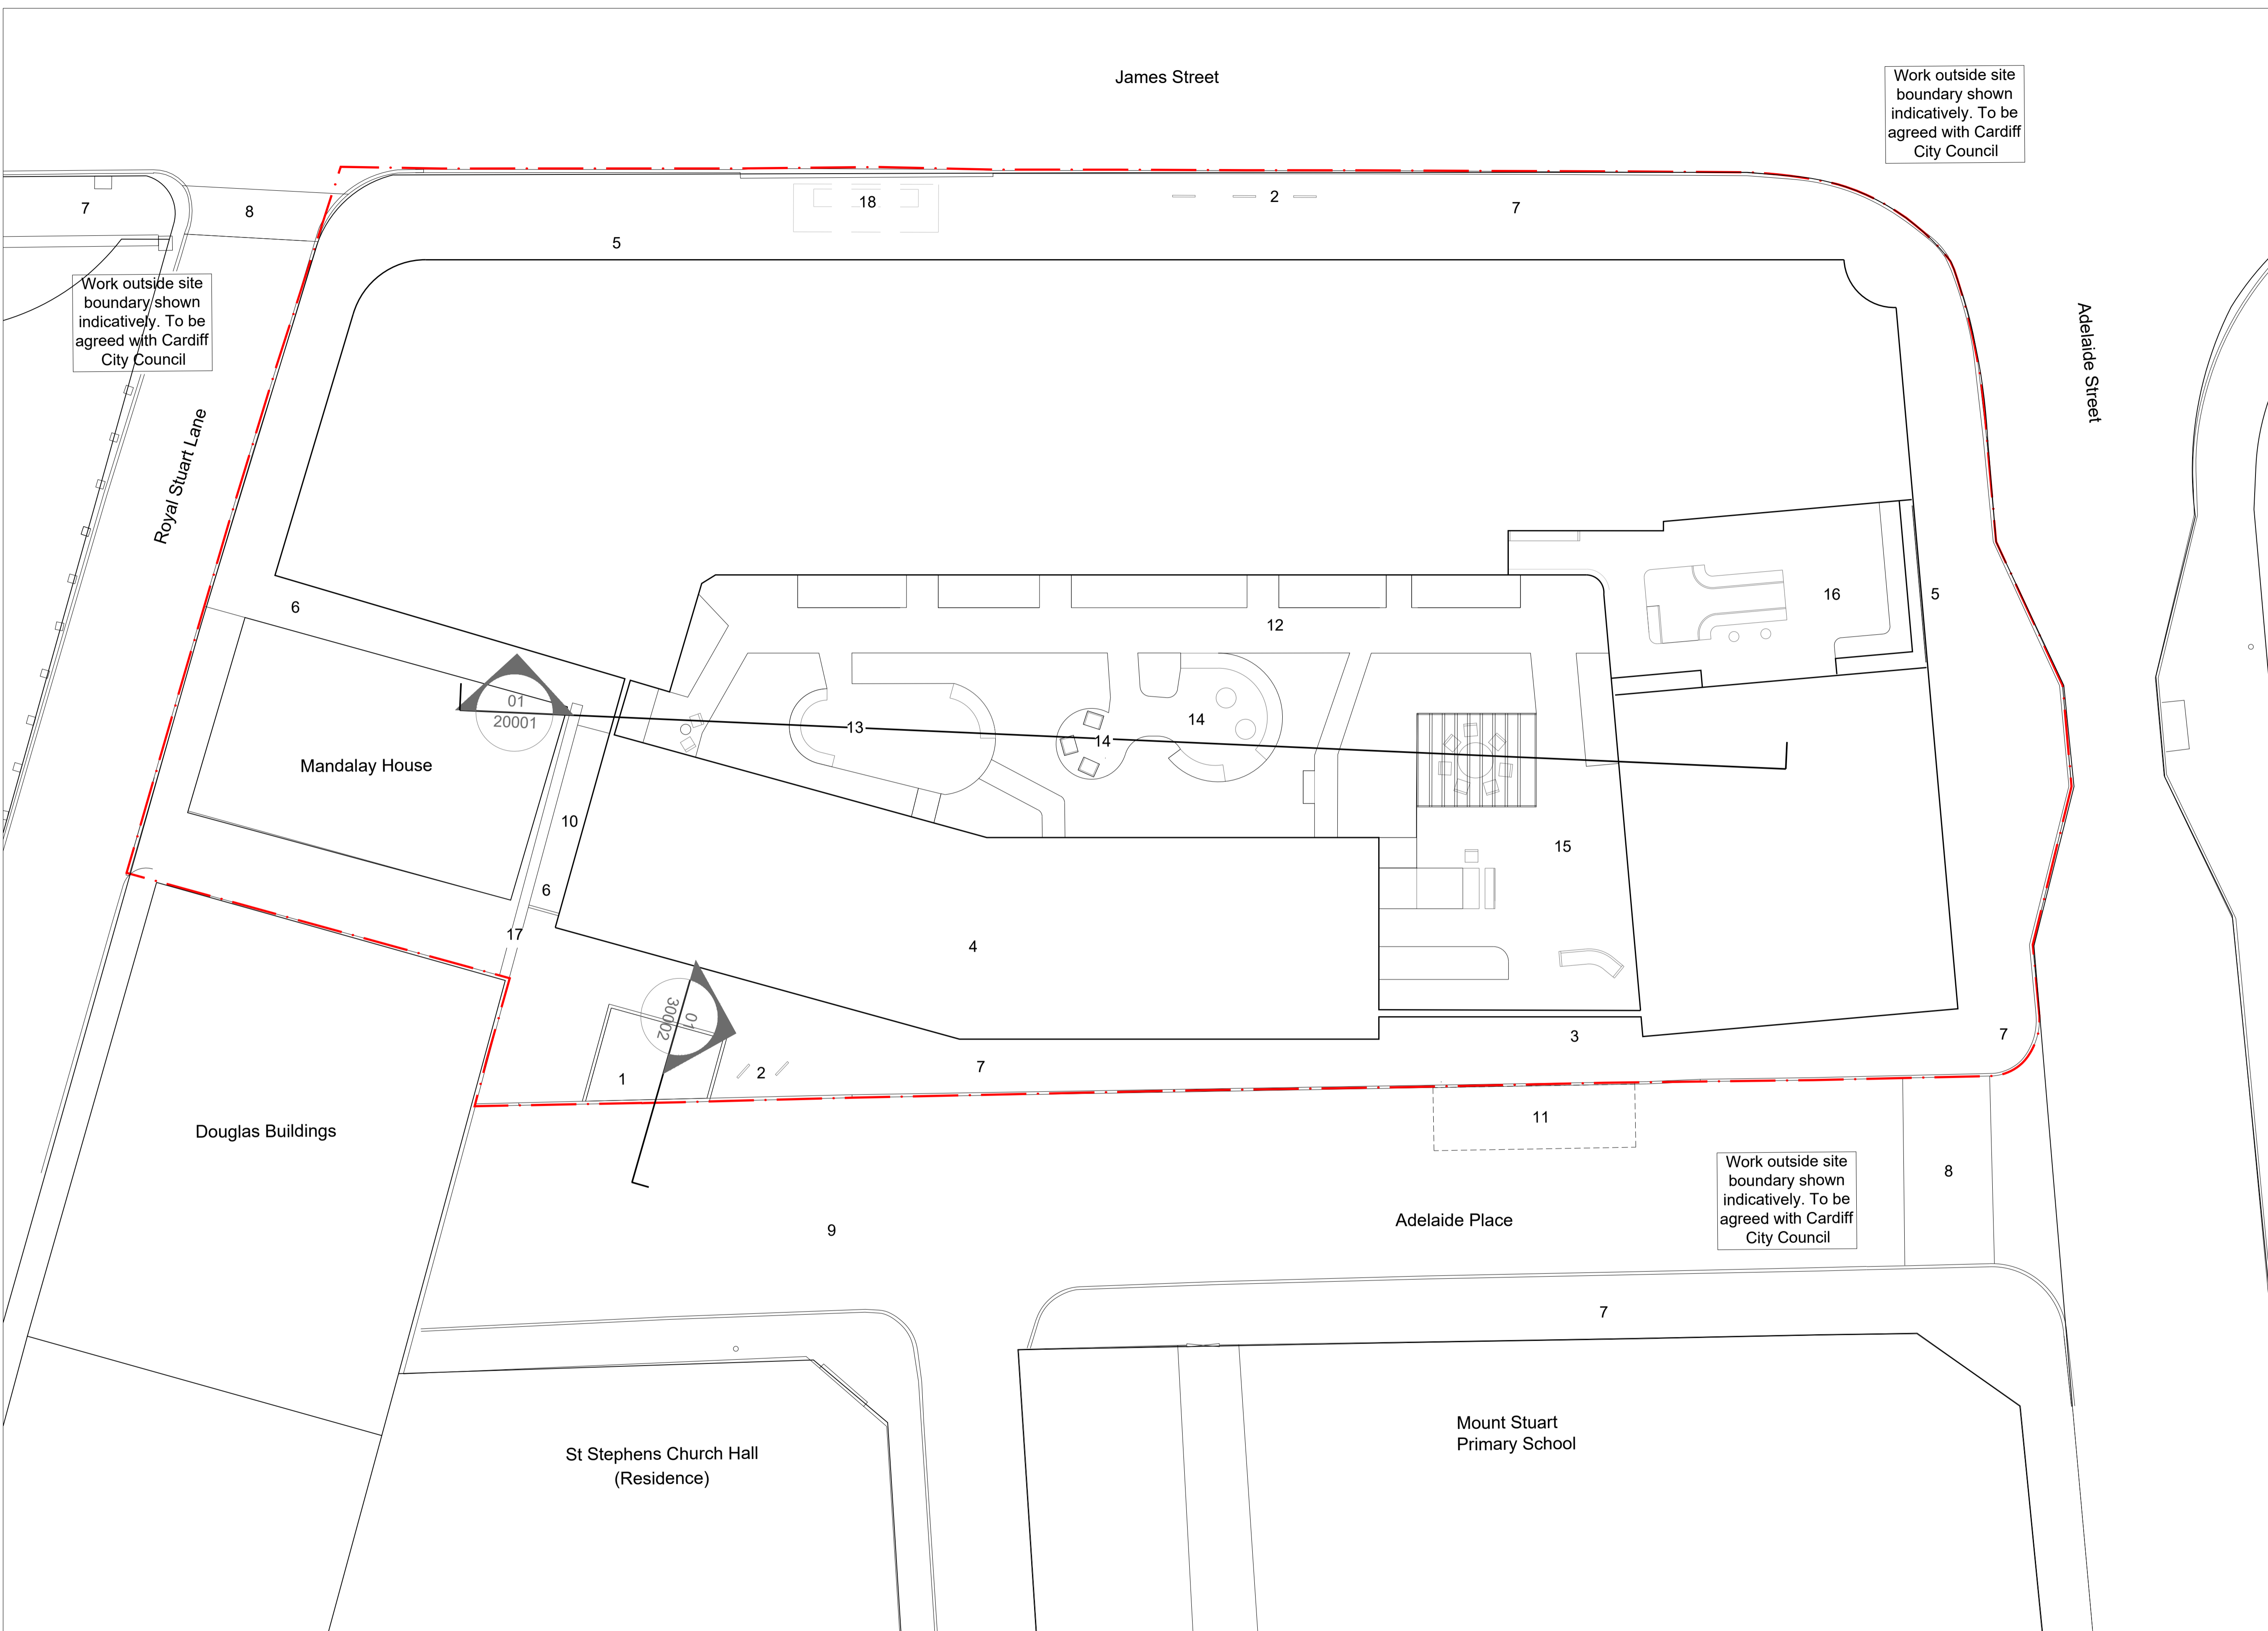 James Street
Work outside site
boundary shown
indicatively. To be
agreed with Cardiff
City Council
7
8
18
2
7
5
Work outside site
boundary shown
indicatively. To be
agreed with Cardiff
City Council
Adelaide Street
Royal Stuart Lane
6
12
16
5
01
20001
13
14
14
Mandalay House
10
15
6
17
4
01
30002
1
2
7
3
7
11
Douglas Buildings
Work outside site
boundary shown
indicatively. To be
agreed with Cardiff
City Council
8
9
Adelaide Place
7
St Stephens Church Hall
(Residence)
Mount Stuart
Primary School